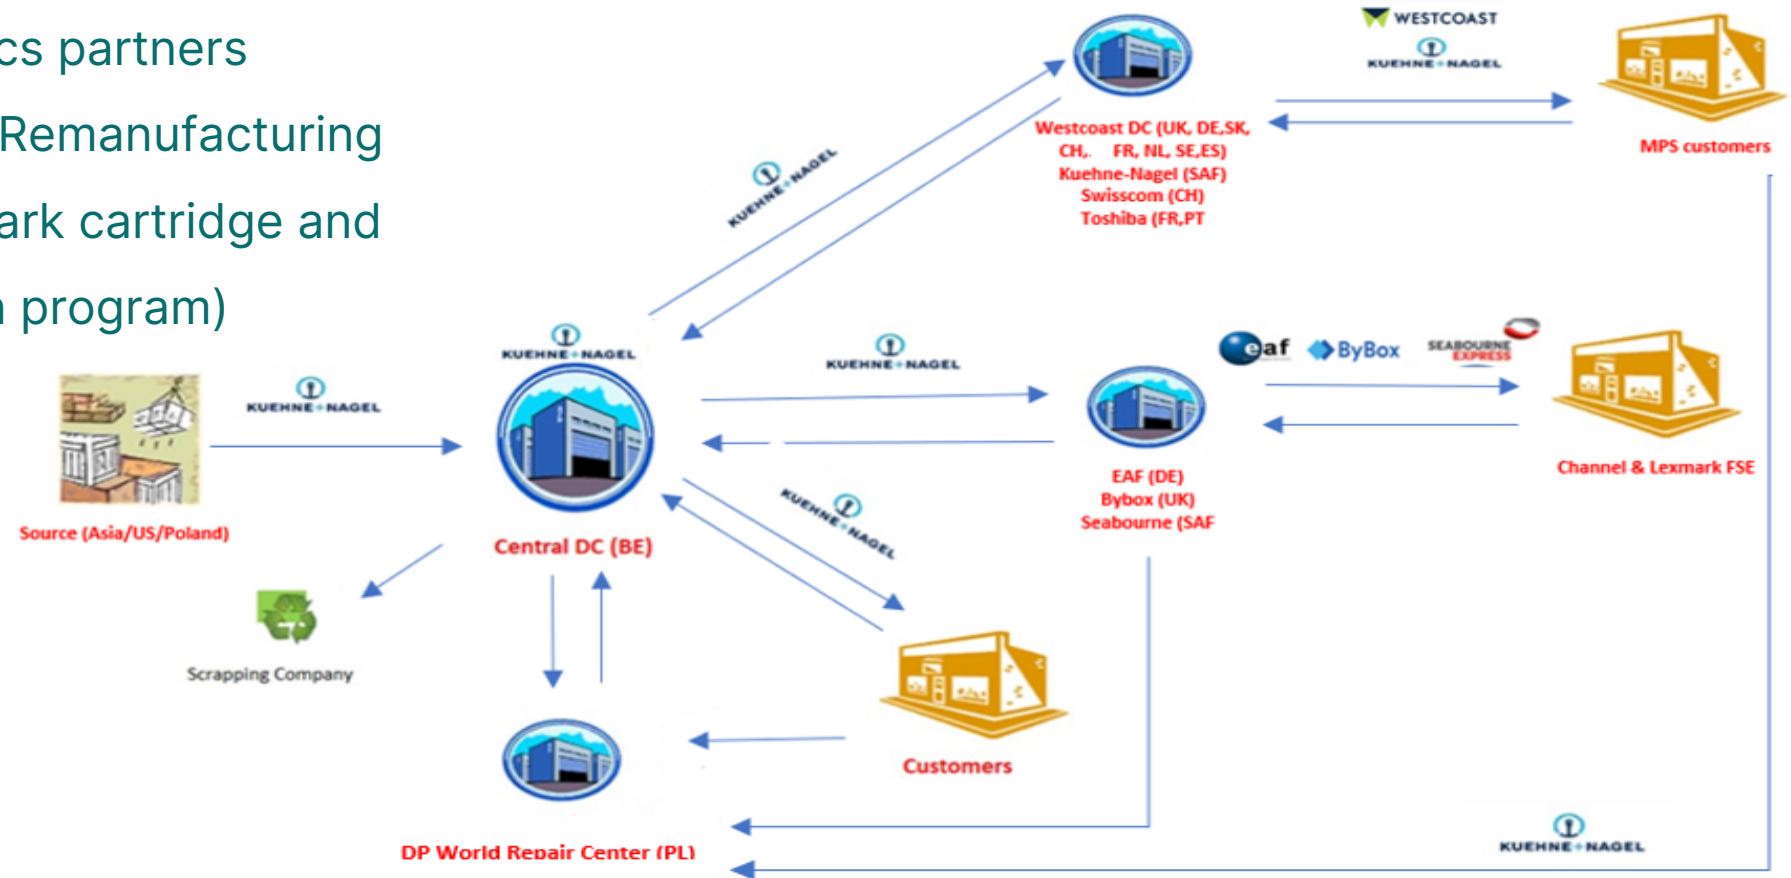 cs partners
Remanufacturing
ark cartridge and
program)
WESTCOAST
KUEHNE+NAGEL
Westcoast DC (UK, DE,SK,
CH,. FR, NL, SE,ES)
Kuehne-Nagel (SAF)
Swisscom (CH)
Toshiba (FR,PT
MPS customers
KUEHNE+NAGEL
KUEHNE+NAGEL
KUEHNE+NAGEL
eaf
ByBox
SEABOURNE
EXPRESS
KUEHNE+NAGEL
Source (Asia/US/Poland)
Central DC (BE)
KUEHNE+NAGEL
EAF (DE)
Bybox (UK)
Seabourne (SAF
Channel & Lexmark FSE
Scrapping Company
Customers
DP World Repair Center (PL)
KUEHNE+NAGEL